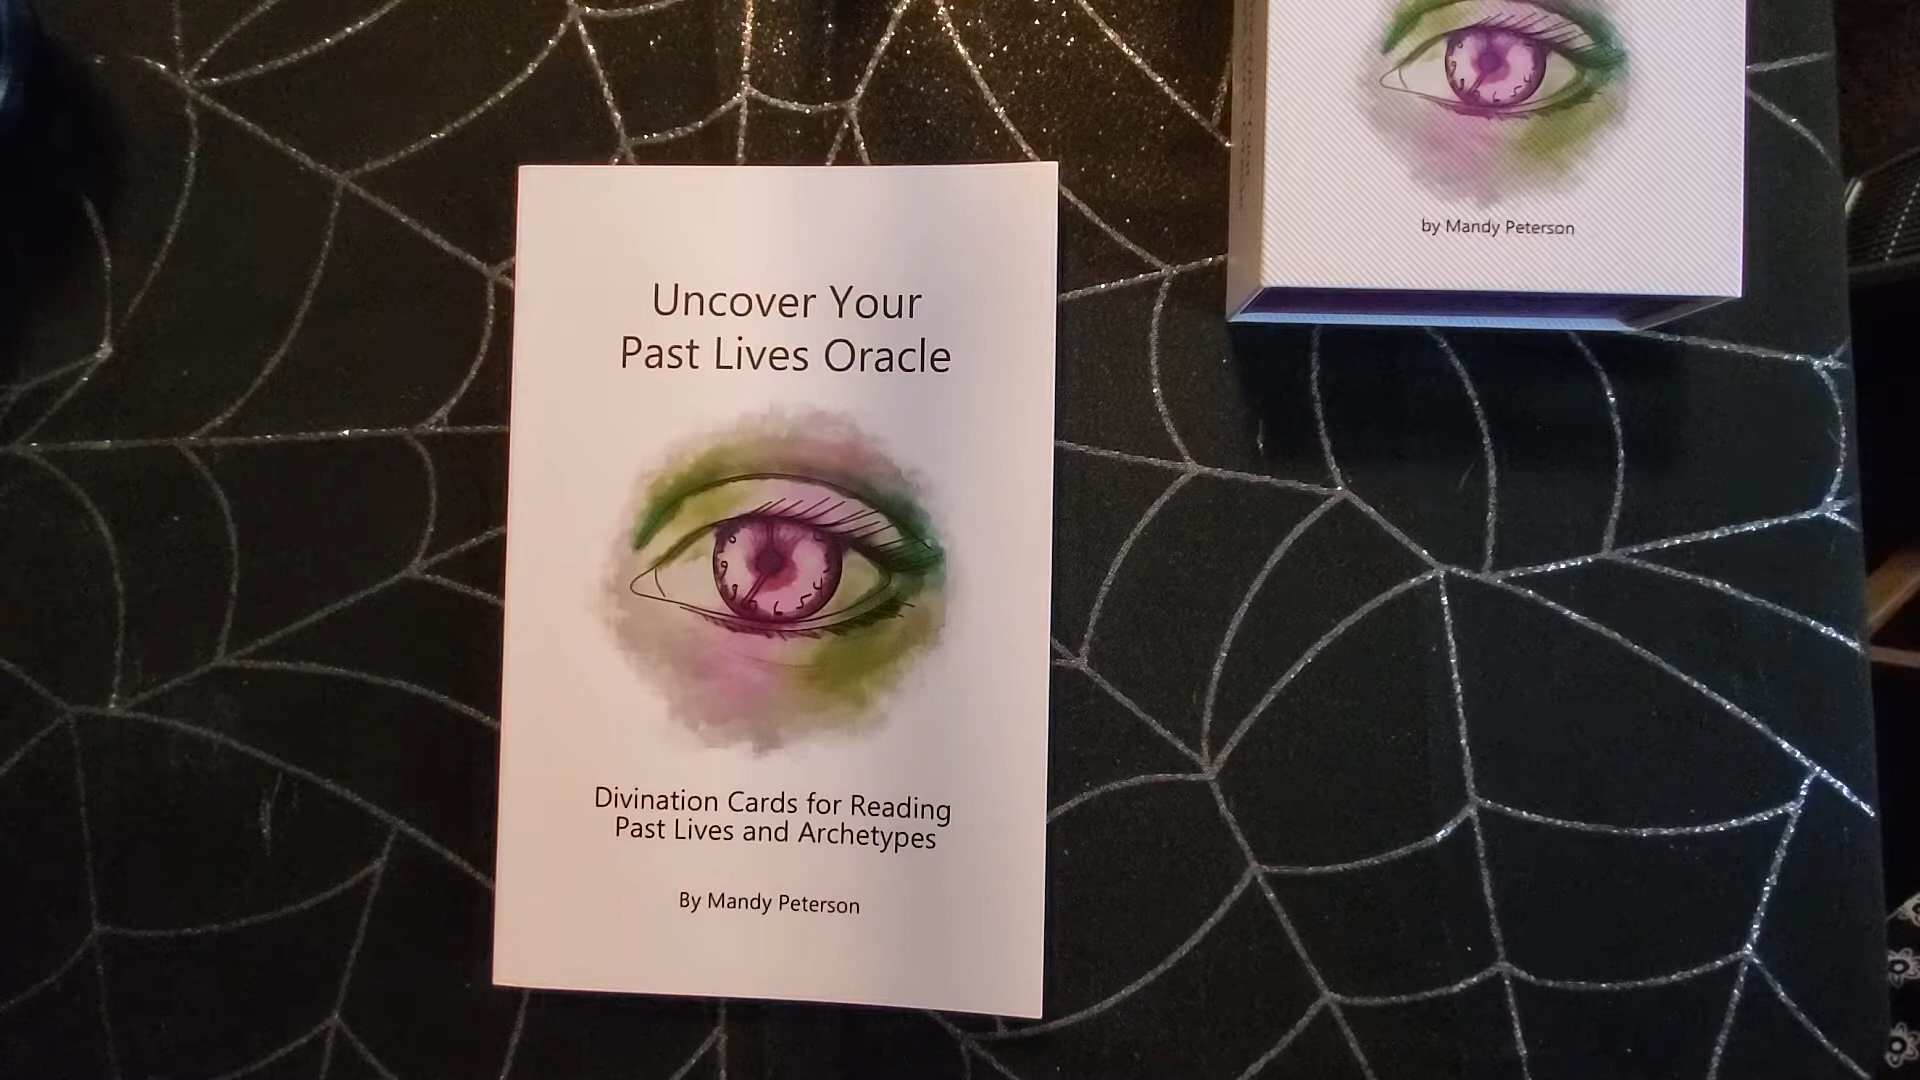 Uncover Your
Past Lives Oracle
Divination Cards for Reading
Past Lives and Archetypes
By Mandy Peterson
by Mandy Peterson